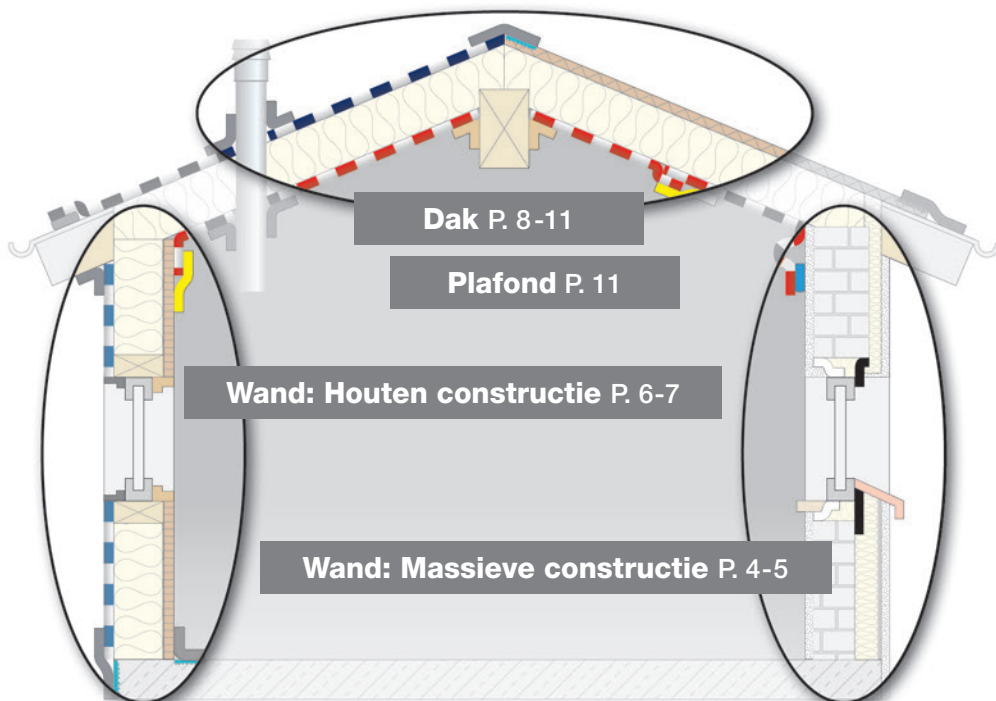 Dak P. 8-11
Plafond P. 11
Wand: Houten constructie P. 6-7
Wand: Massieve constructie P. 4-5